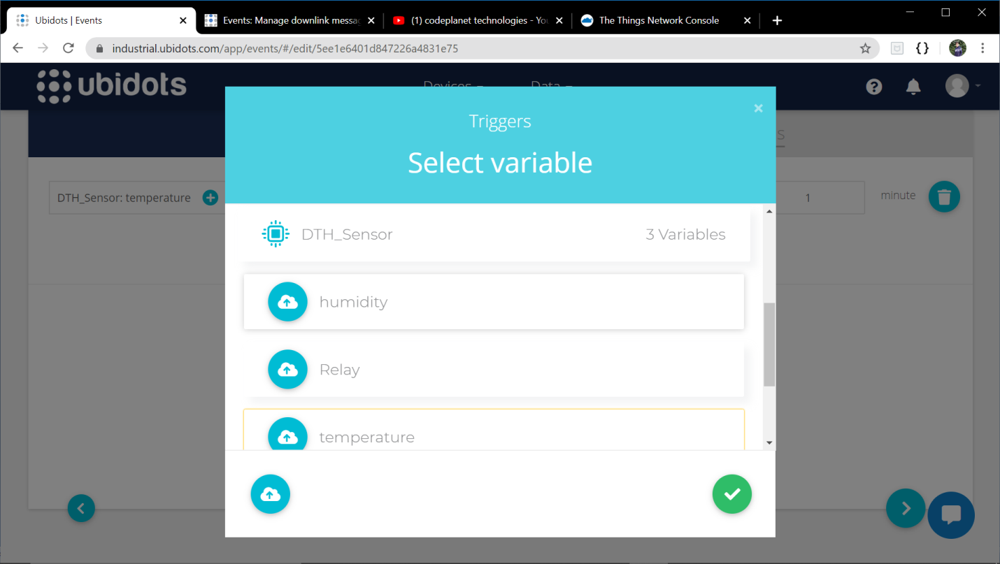 Ubidots | Events
Events: Manage downlink messa
(1) codeplanet technologies - You
The Things Network Console
industrial.ubidots.com/app/events/#/edit/5ee1e6401d847226a4831e75
ubidots
Devices
Data
Triggers
Select variable
DTH_Sensor: temperature
1
minute
DTH_Sensor
3 Variables
humidity
Relay
temperature